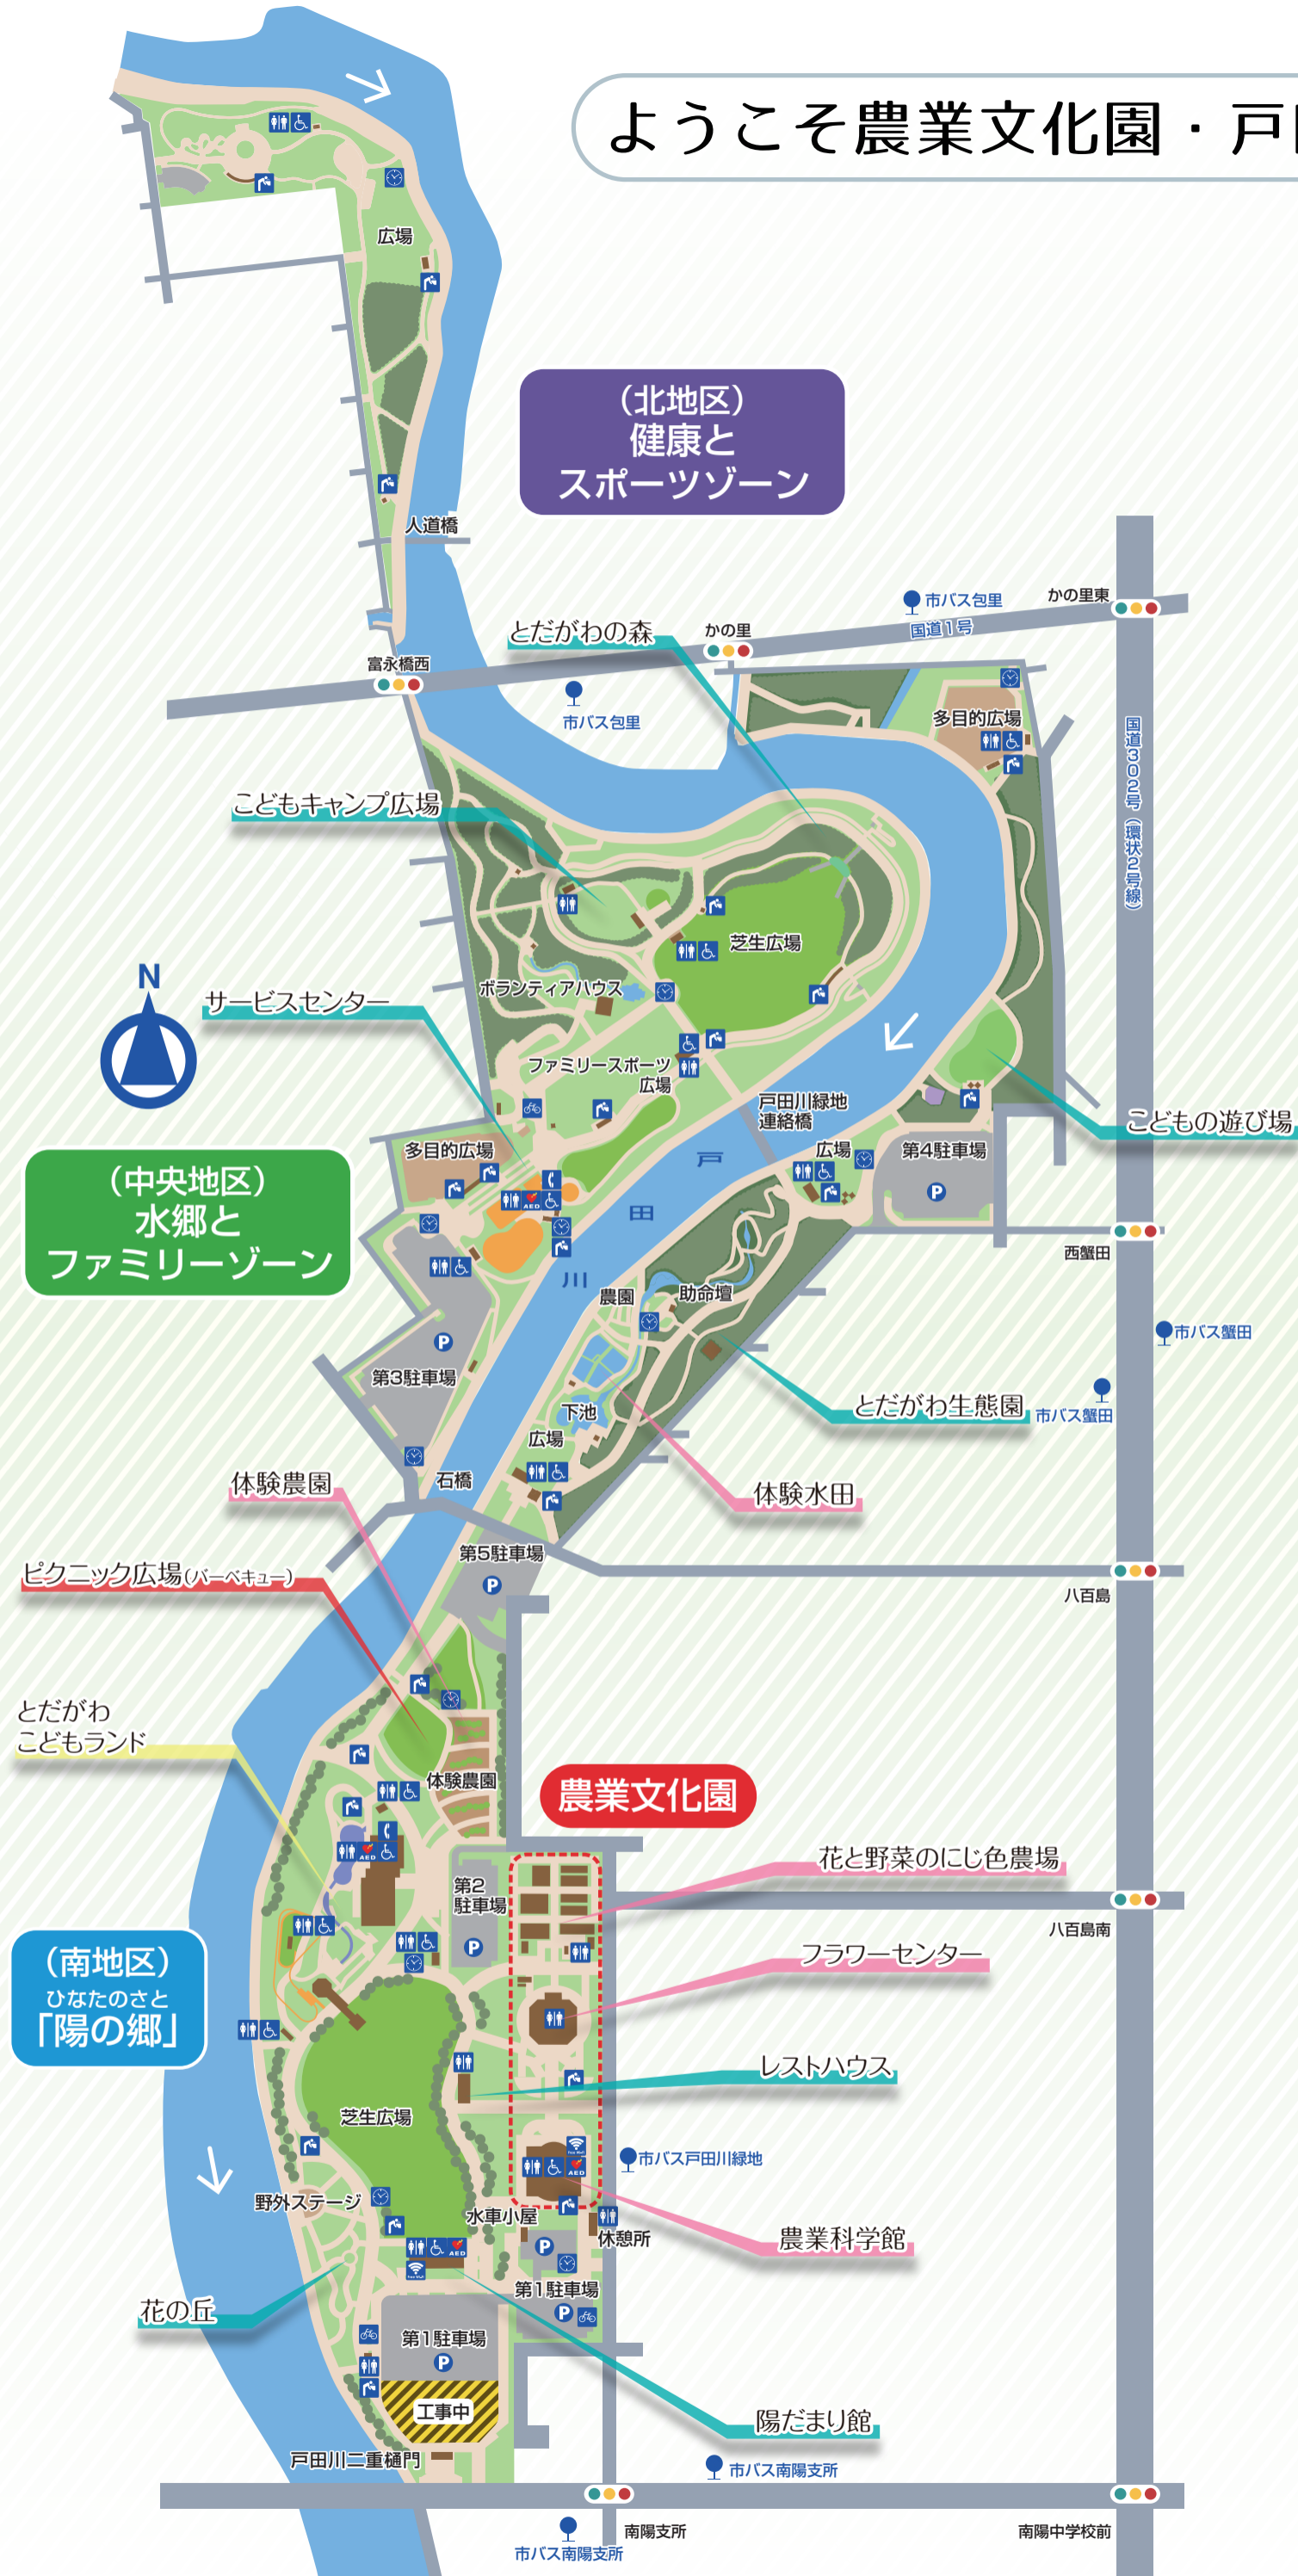 ようこそ農業文化園・戸
広場
(北地区)
健康と
スポーツゾーン
人道橋
かの里東
市バス包里
国道1号
とだがわの森
かの里
富永橋西
市バス包里
多目的広場
国道302号(環状2号線)
こどもキャンプ広場
芝生広場
N
ボランティアハウス
サービスセンター
ファミリースポーツ
広場
戸田川緑地
連絡橋
こどもの遊び場
多目的広場
広場
第4駐車場
P
(中央地区)
水郷と
ファミリーゾーン
戸
田
川
AED
西蟹田
農園
助命壇
P
第3駐車場
市バス蟹田
とだがわ生態園
市バス蟹田
下池
広場
石橋
体験農園
体験水田
第5駐車場
P
ピクニック広場(バーベキュー)
八百島
とだがわ
こどもランド
体験農園
農業文化園
AED
花と野菜のにじ色農場
第2
駐車場
P
八百島南
フラワーセンター
(南地区)
ひなたのさと
「陽の郷」
レストハウス
芝生広場
市バス戸田川緑地
AED
野外ステージ
水車小屋
休憩所
農業科学館
AED
P
花の丘
第1駐車場
P
第1駐車場
P
工事中
陽だまり館
戸田川二重樋門
市バス南陽支所
南陽支所
南陽中学校前
市バス南陽支所